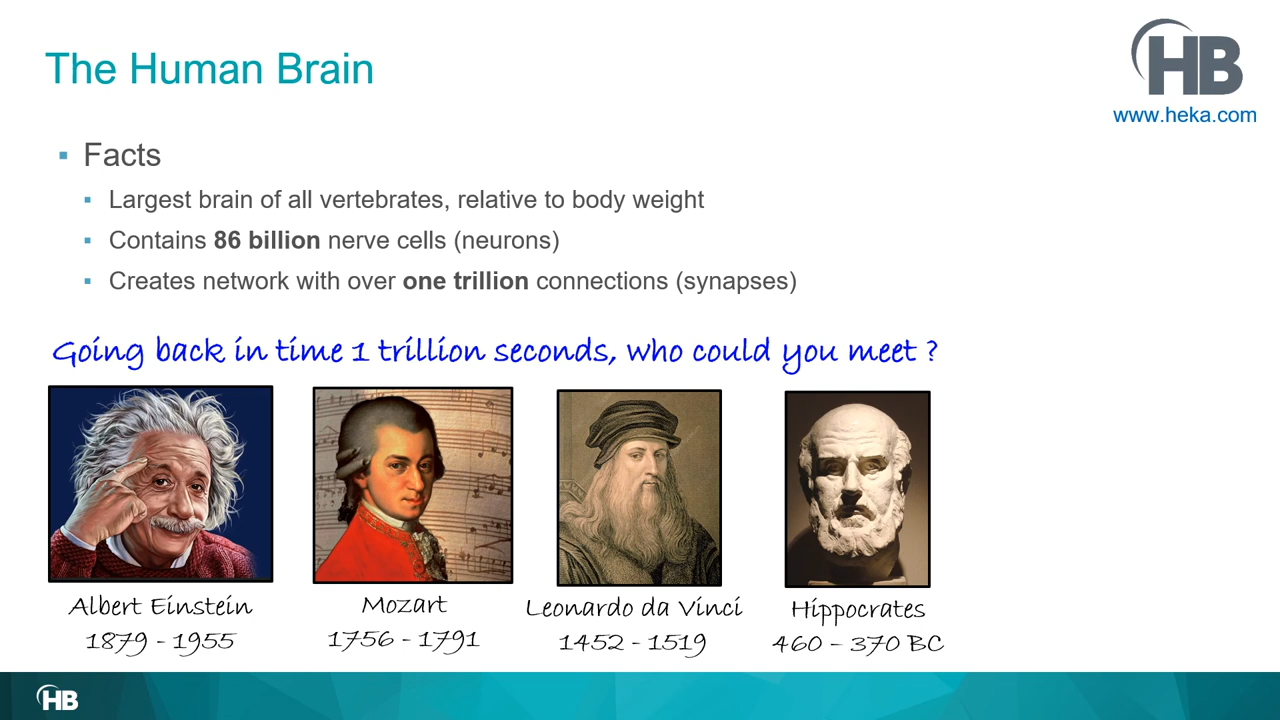 The Human Brain
HB
www.heka.com
Facts
Largest brain of all vertebrates, relative to body weight
Contains 86 billion nerve cells (neurons)
Creates network with over one trillion connections (synapses)
Going back in time 1 trillion seconds, who could you meet ?
Albert Einstein
1879 - 1955
Mozart
1756 - 1791
Leonardo da Vinci
1452 - 1519
Hippocrates
460 – 370 BC
HB